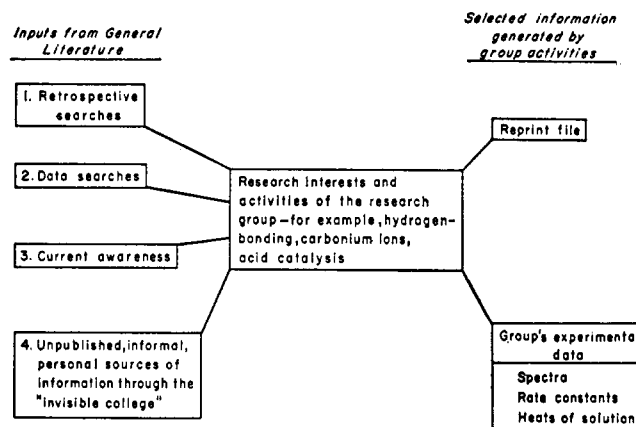 Inputs from General
Literature
1. Retrospective
searches
2. Data searches
3. Current awareness
4. Unpublished, informal,
personal sources of
information through the
"invisible college"
Research Interests and
activities of the research
group—for example, hydrogen-
bonding, carbonium ions,
acid catalysis
Selected information
generated by
group activities
Reprint file
Group's experimental
data
Spectra
Rate constants
Heats of solution